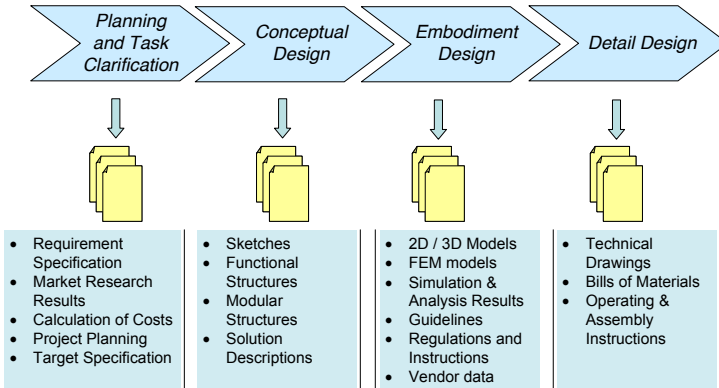 Planning
and Task
Clarification
Conceptual
Design
Embodiment
Design
Detail Design
• Requirement
Specification
• Market Research
Results
• Calculation of Costs
• Project Planning
• Target Specification
• Sketches
• Functional
Structures
• Modular
Structures
• Solution
Descriptions
• 2D / 3D Models
• FEM models
• Simulation &
Analysis Results
• Guidelines
• Regulations and
Instructions
• Vendor data
• Technical
Drawings
• Bills of Materials
• Operating &
Assembly
Instructions